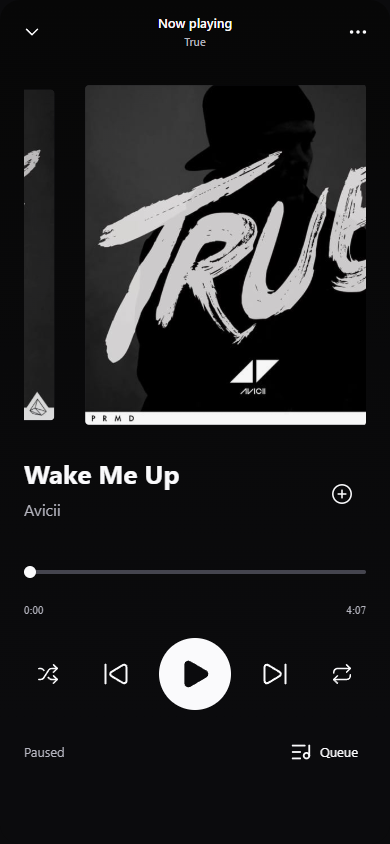 Now playing
True
TRUE
AVICII
PRMD
Wake Me Up
Avicii
0:00
4:07
Paused
Queue